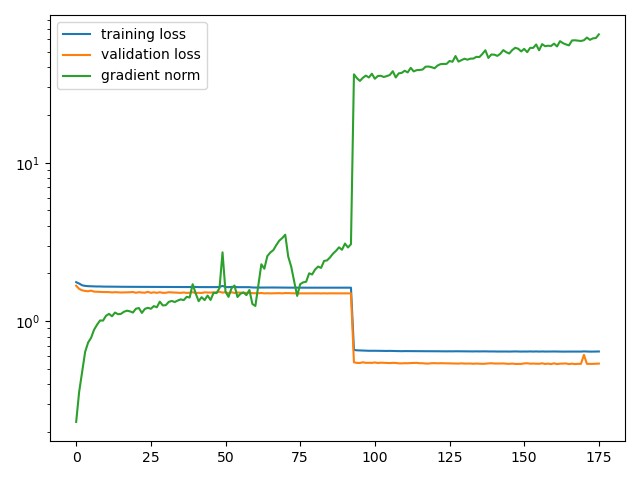 training loss
validation loss
gradient norm
10¹
10⁰
0 25 50 75 100 125 150 175